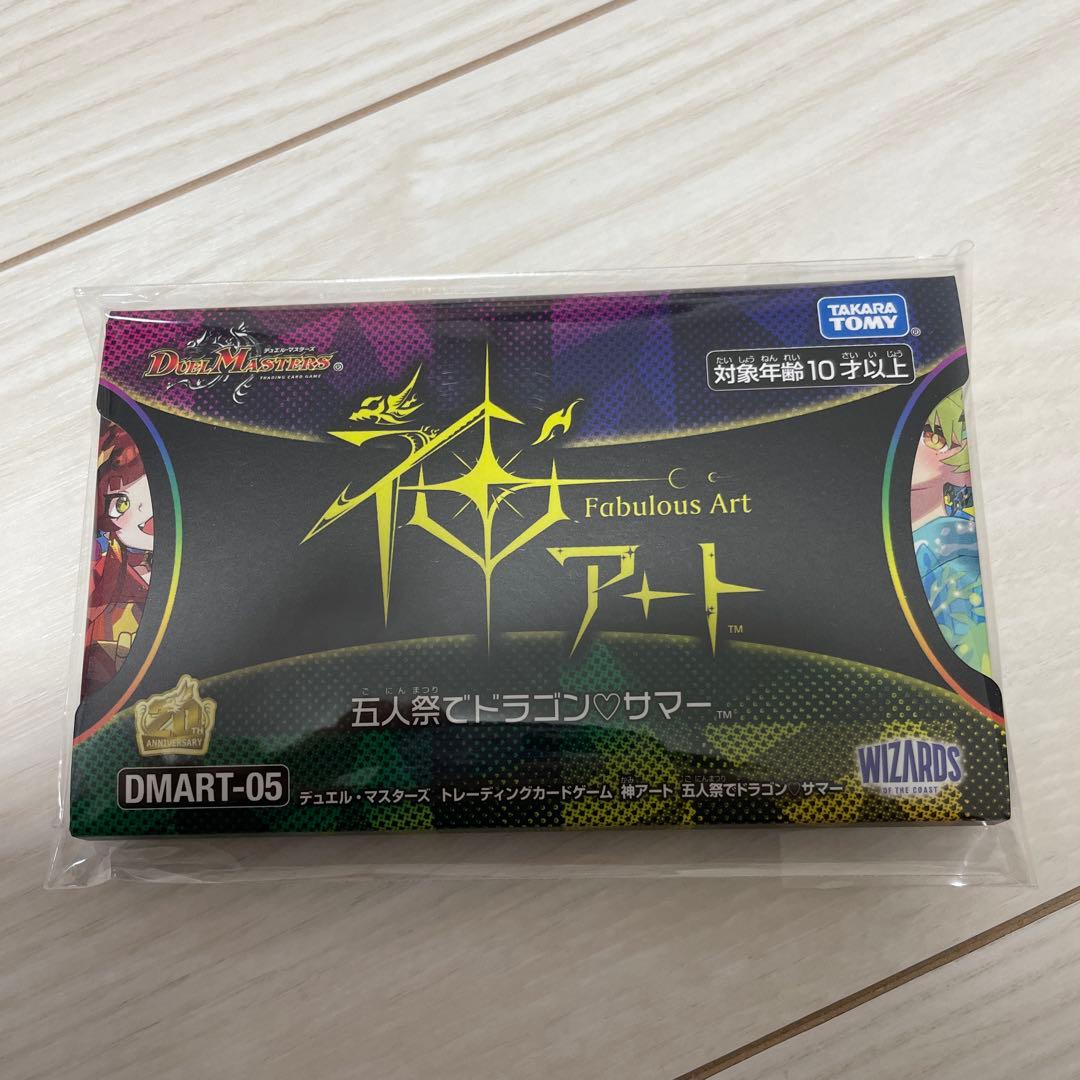 デュエル・マスターズ
DUEL MASTERS®
TRADING CARD GAME
TAKARA
TOMY®
たいしょうねんれい さいいじょう
対象年齢10才以上
神
Fabulous Art
アート™
ごにんまつり
五人祭でドラゴン♡サマー™
20TH
ANNIVERSARY
DMART-05
かみ ごにんまつり
デュエル・マスターズ トレーディングカードゲーム 神アート 五人祭でドラゴン♡サマー
WIZARDS
OF THE COAST